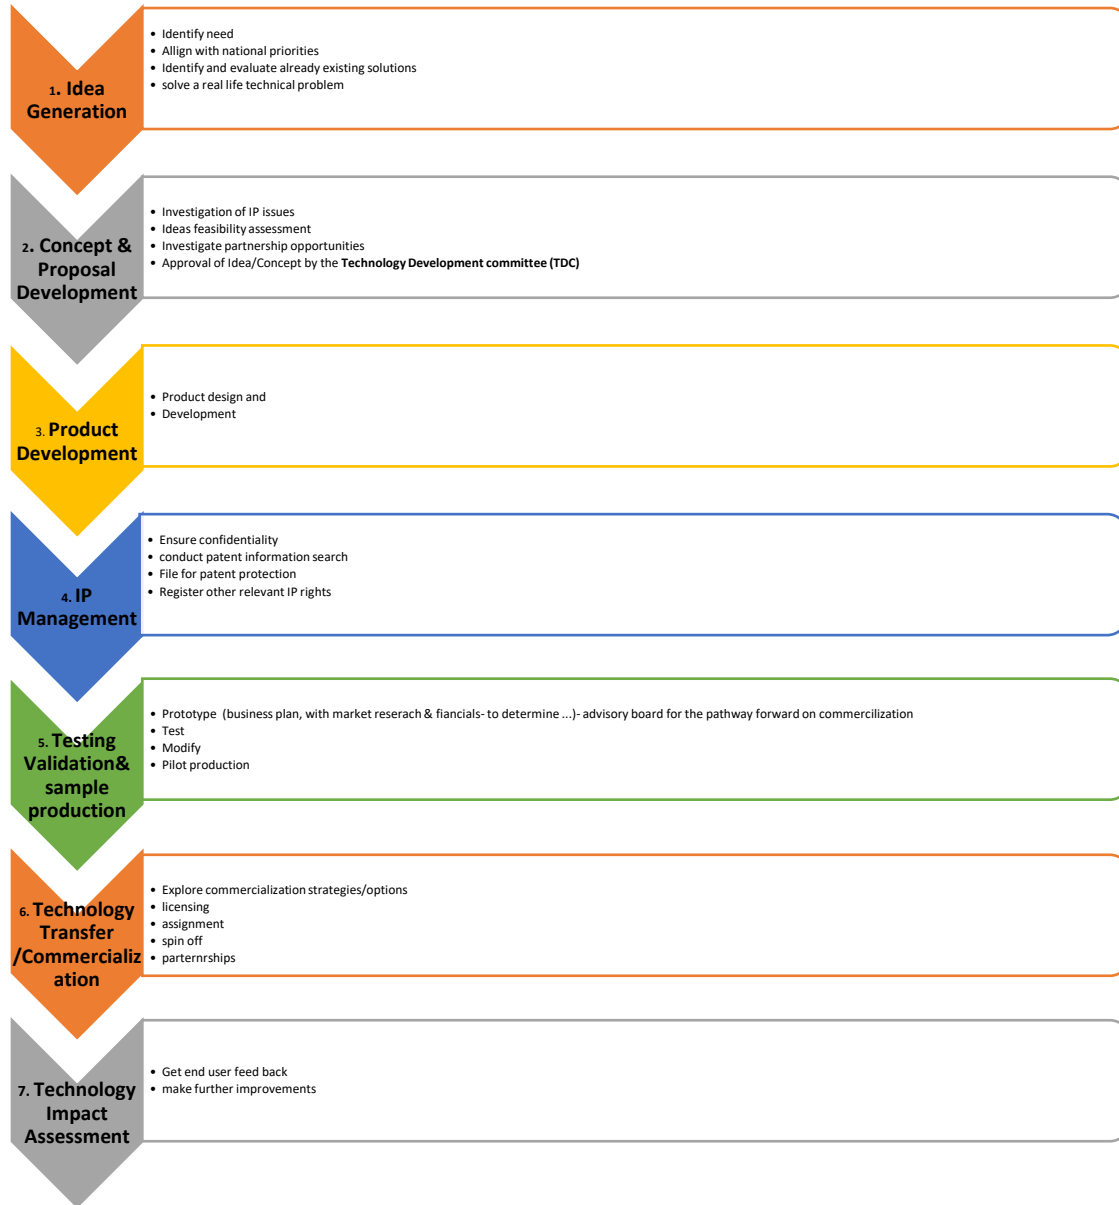 1. Idea
Generation
• Identify need
• Allign with national priorities
• Identify and evaluate already existing solutions
• solve a real life technical problem
2. Concept &
Proposal
Development
• Investigation of IP issues
• Ideas feasibility assessment
• Investigate partnership opportunities
• Approval of Idea/Concept by the Technology Development committee (TDC)
3. Product
Development
• Product design and
• Development
4. IP
Management
• Ensure confidentiality
• conduct patent information search
• File for patent protection
• Register other relevant IP rights
5. Testing
Validation&
sample
production
• Prototype (business plan, with market reserach & fiancials- to determine ...)- advisory board for the pathway forward on commercilization
• Test
• Modify
• Pilot production
6. Technology
Transfer
/Commercializ
ation
• Explore commercialization strategies/options
• licensing
• assignment
• spin off
• parternrships
7. Technology
Impact
Assessment
• Get end user feed back
• make further improvements